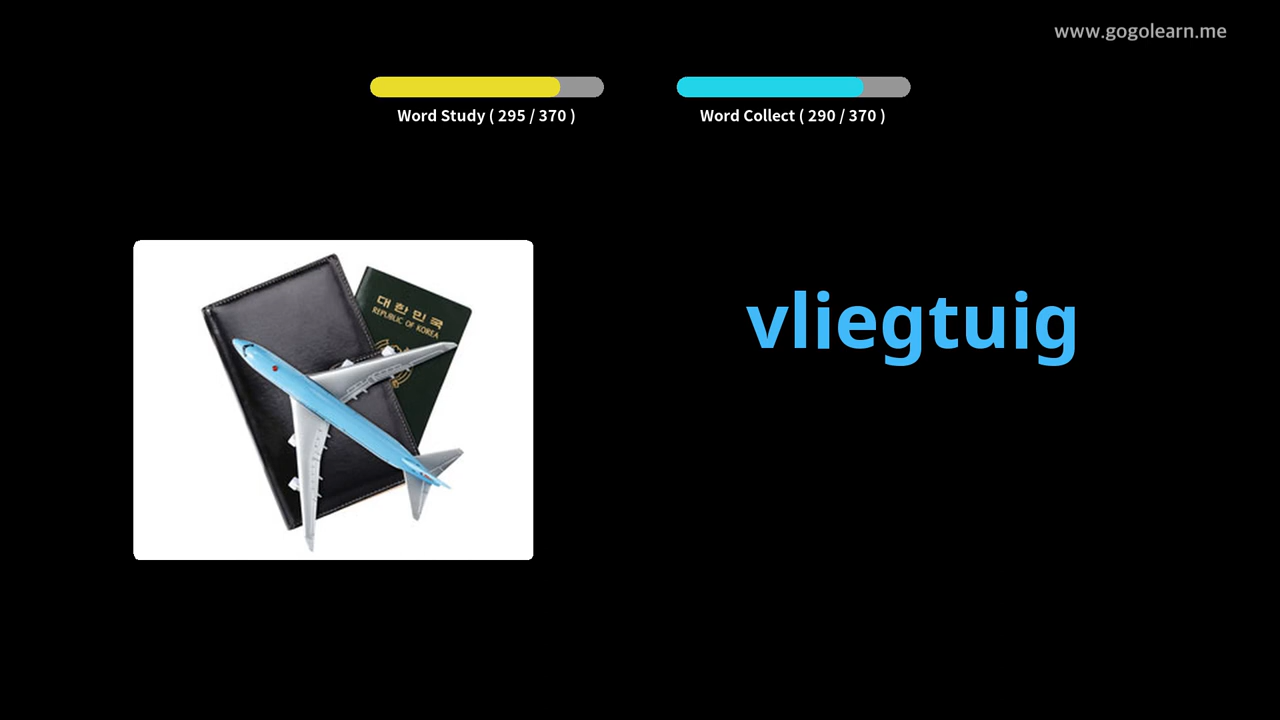 www.gogolearn.me
Word Study ( 295 / 370 )
Word Collect ( 290 / 370 )
대한민국
REPUBLIC OF KOREA
vliegtuig